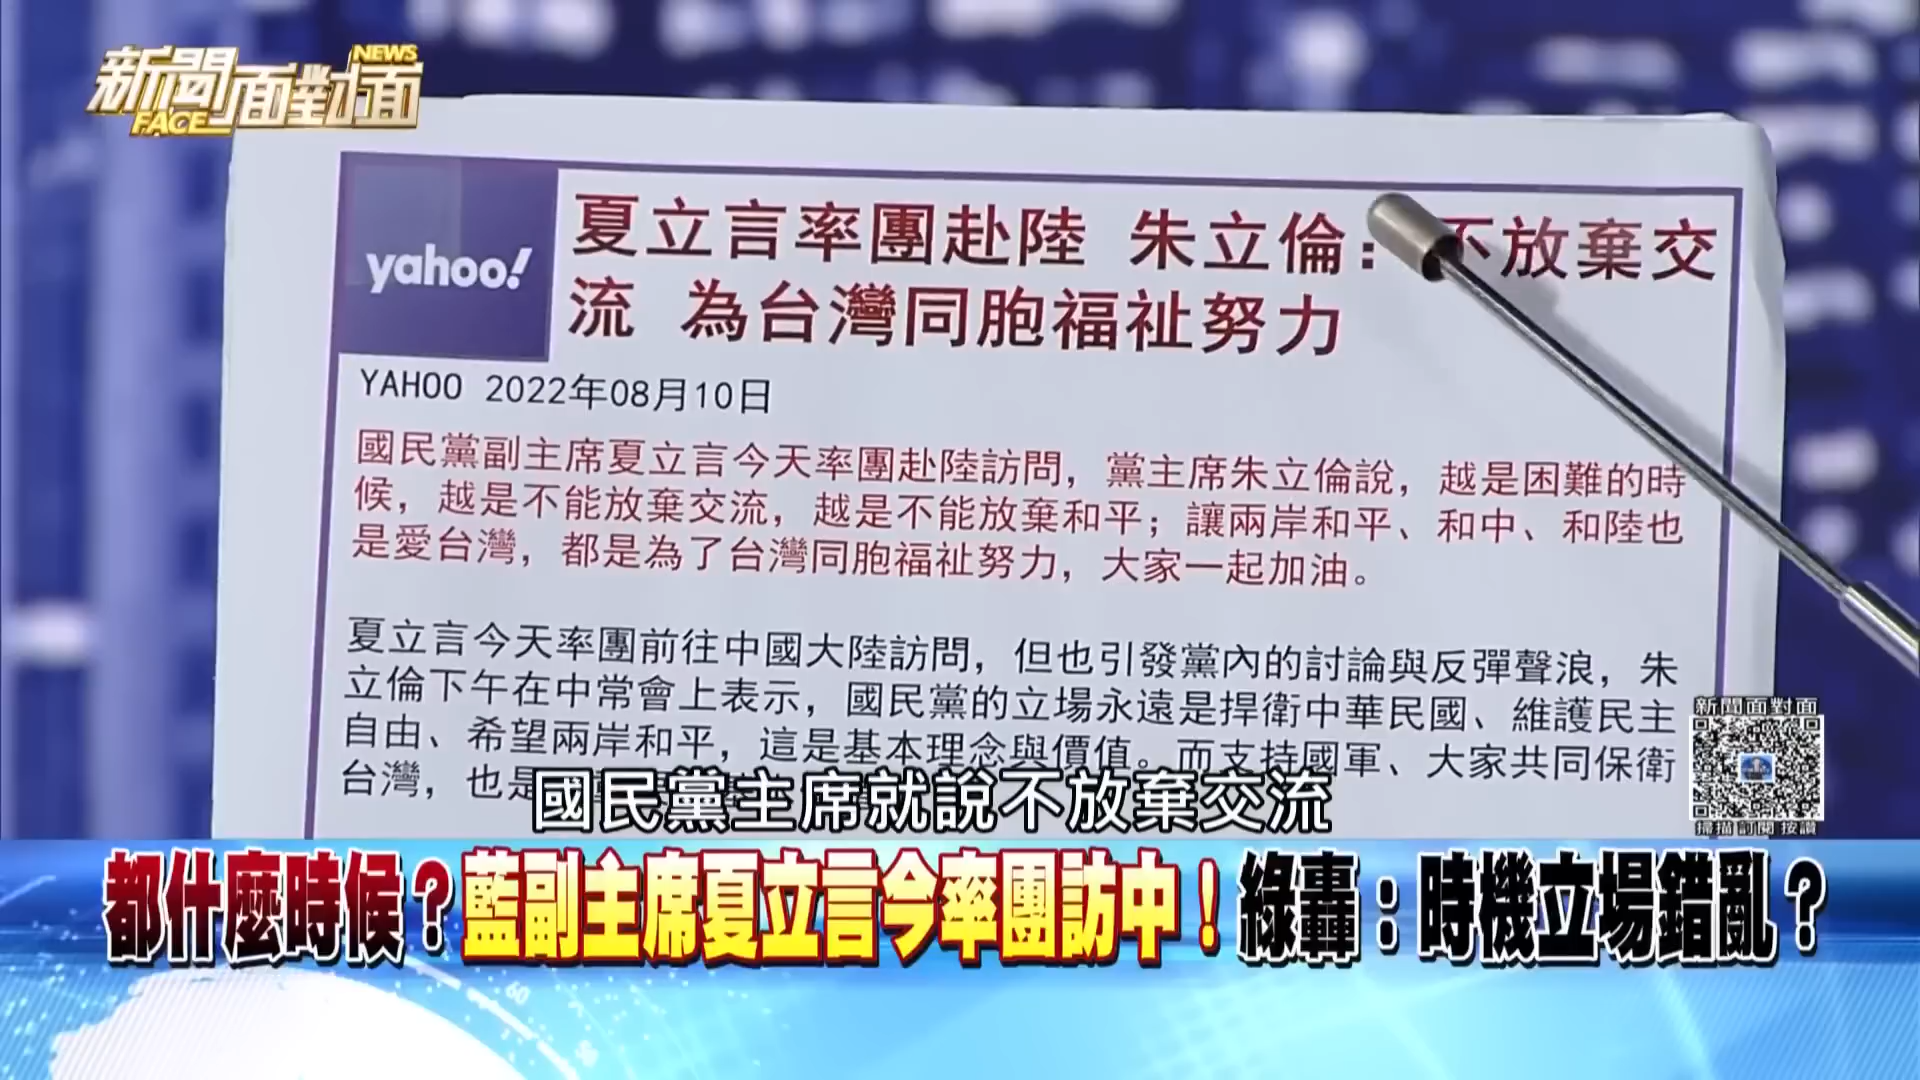 新聞面對面
NEWS
FACE
yahoo!
夏立言率團赴陸 朱立倫：不放棄交
流 為台灣同胞福祉努力
YAHOO 2022年08月10日
國民黨副主席夏立言今天率團赴陸訪問，黨主席朱立倫說，越是困難的時
候，越是不能放棄交流，越是不能放棄和平；讓兩岸和平、和中、和陸也
是愛台灣，都是為了台灣同胞福祉努力，大家一起加油。
夏立言今天率團前往中國大陸訪問，但也引發黨內的討論與反彈聲浪，朱
立倫下午在中常會上表示，國民黨的立場永遠是捍衛中華民國、維護民主
自由、希望兩岸和平，這是基本理念與價值。而支持國軍、大家共同保衛
台灣，也是
國民黨主席就說不放棄交流
新聞面對面
掃描 訂閱 按讚
都什麼時候？藍副主席夏立言今率團訪中！綠轟：時機立場錯亂？